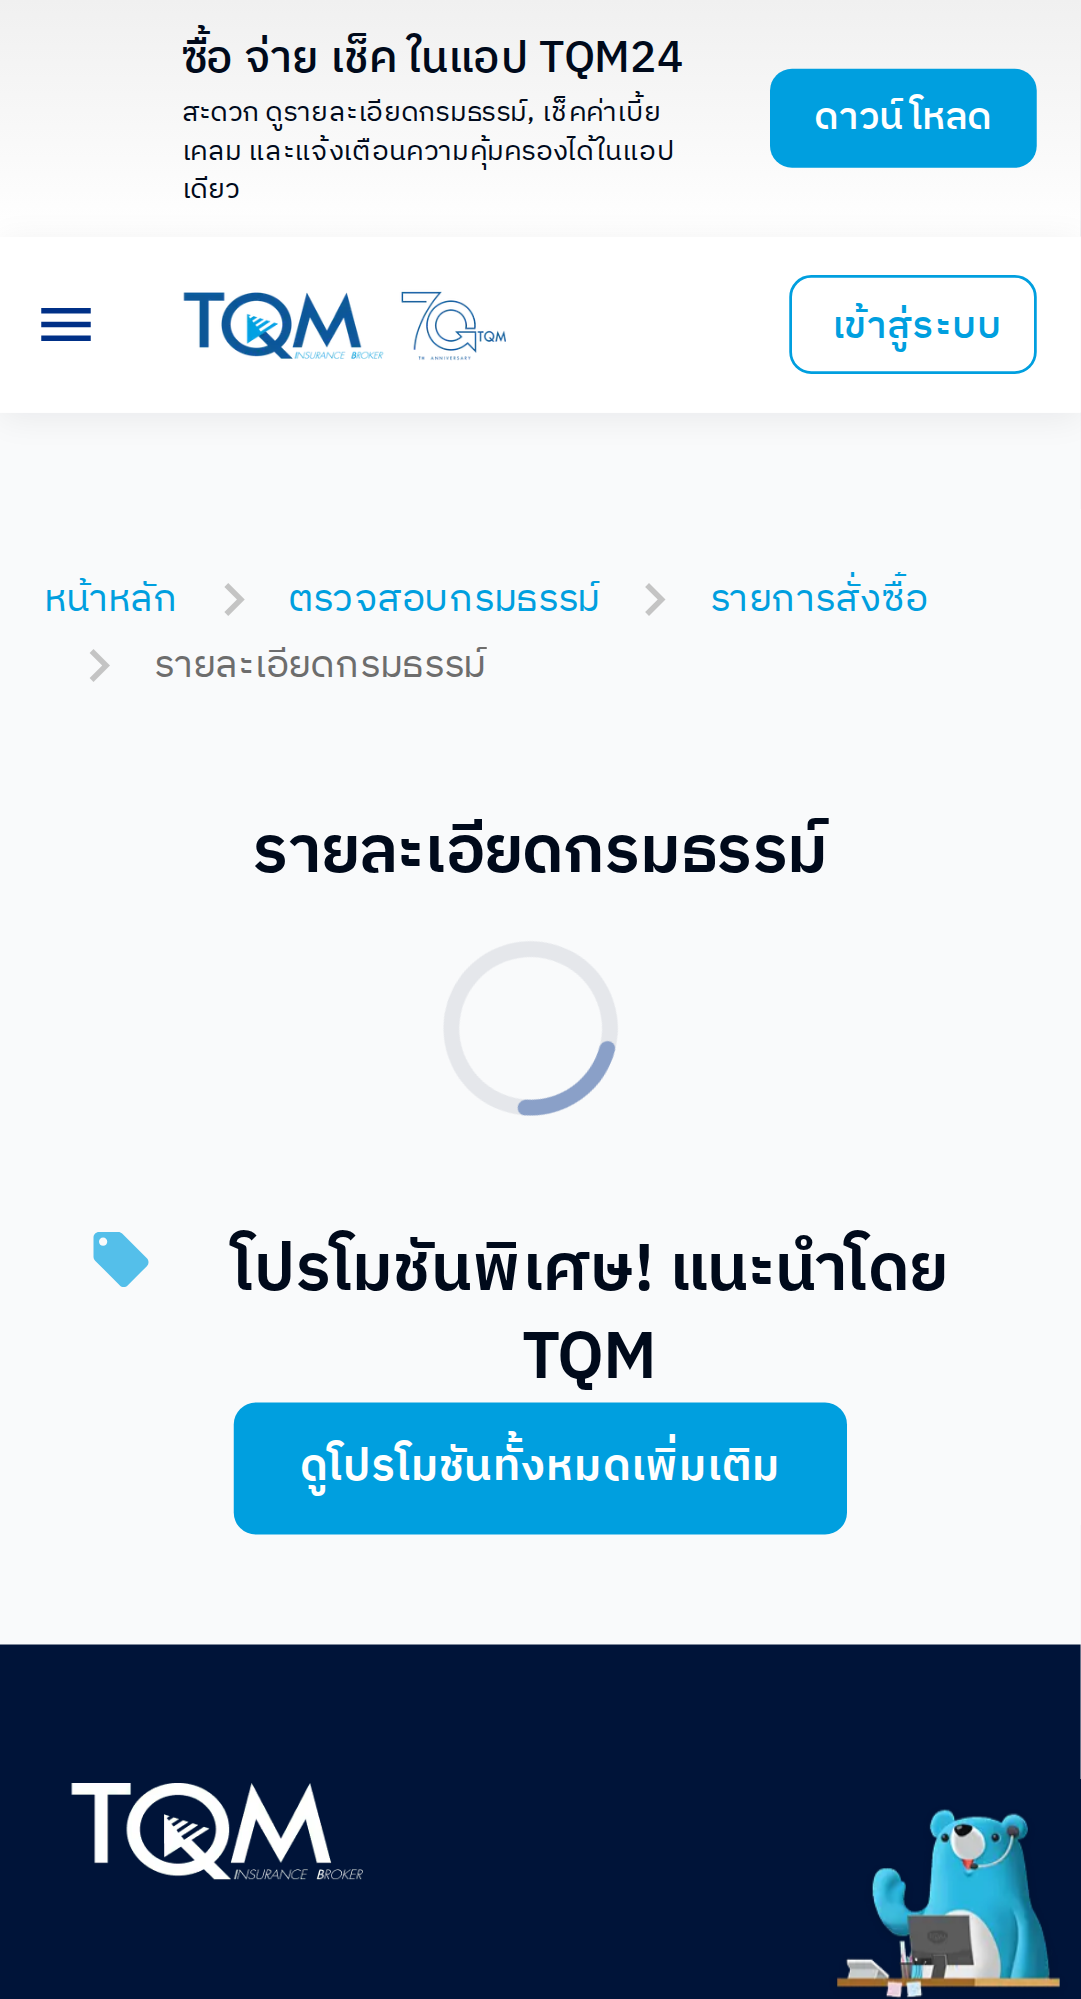 ซื้อ จ่าย เช็ค ในแอป TQM24
สะดวก ดูรายละเอียดกรมธรรม์, เช็คค่าเบี้ย
เคลม และแจ้งเตือนความคุ้มครองได้ในแอป
เดียว
ดาวน์โหลด
TQM INSURANCE BROKER
70 TQM
TH ANNIVERSARY
เข้าสู่ระบบ
หน้าหลัก > ตรวจสอบกรมธรรม์ > รายการสั่งซื้อ
> รายละเอียดกรมธรรม์
รายละเอียดกรมธรรม์
โปรโมชันพิเศษ! แนะนำโดย
TQM
ดูโปรโมชันทั้งหมดเพิ่มเติม
TQM
INSURANCE BROKER